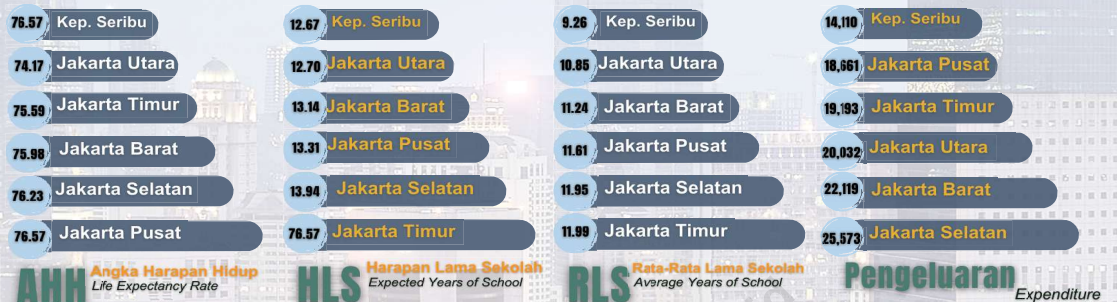 76.57 Kep. Seribu
74.17 Jakarta Utara
75.59 Jakarta Timur
75.98 Jakarta Barat
76.23 Jakarta Selatan
76.57 Jakarta Pusat
AHH Angka Harapan Hidup
Life Expectancy Rate
12.67 Kep. Seribu
12.70 Jakarta Utara
13.14 Jakarta Barat
13.31 Jakarta Pusat
13.94 Jakarta Selatan
76.57 Jakarta Timur
HLS Harapan Lama Sekolah
Expected Years of School
9.26 Kep. Seribu
10.85 Jakarta Utara
11.24 Jakarta Barat
11.61 Jakarta Pusat
11.95 Jakarta Selatan
11.99 Jakarta Timur
RLS Rata-Rata Lama Sekolah
Average Years of School
14,110 Kep. Seribu
18,661 Jakarta Pusat
19,193 Jakarta Timur
20,032 Jakarta Utara
22,119 Jakarta Barat
25,573 Jakarta Selatan
Pengeluaran
Expenditure